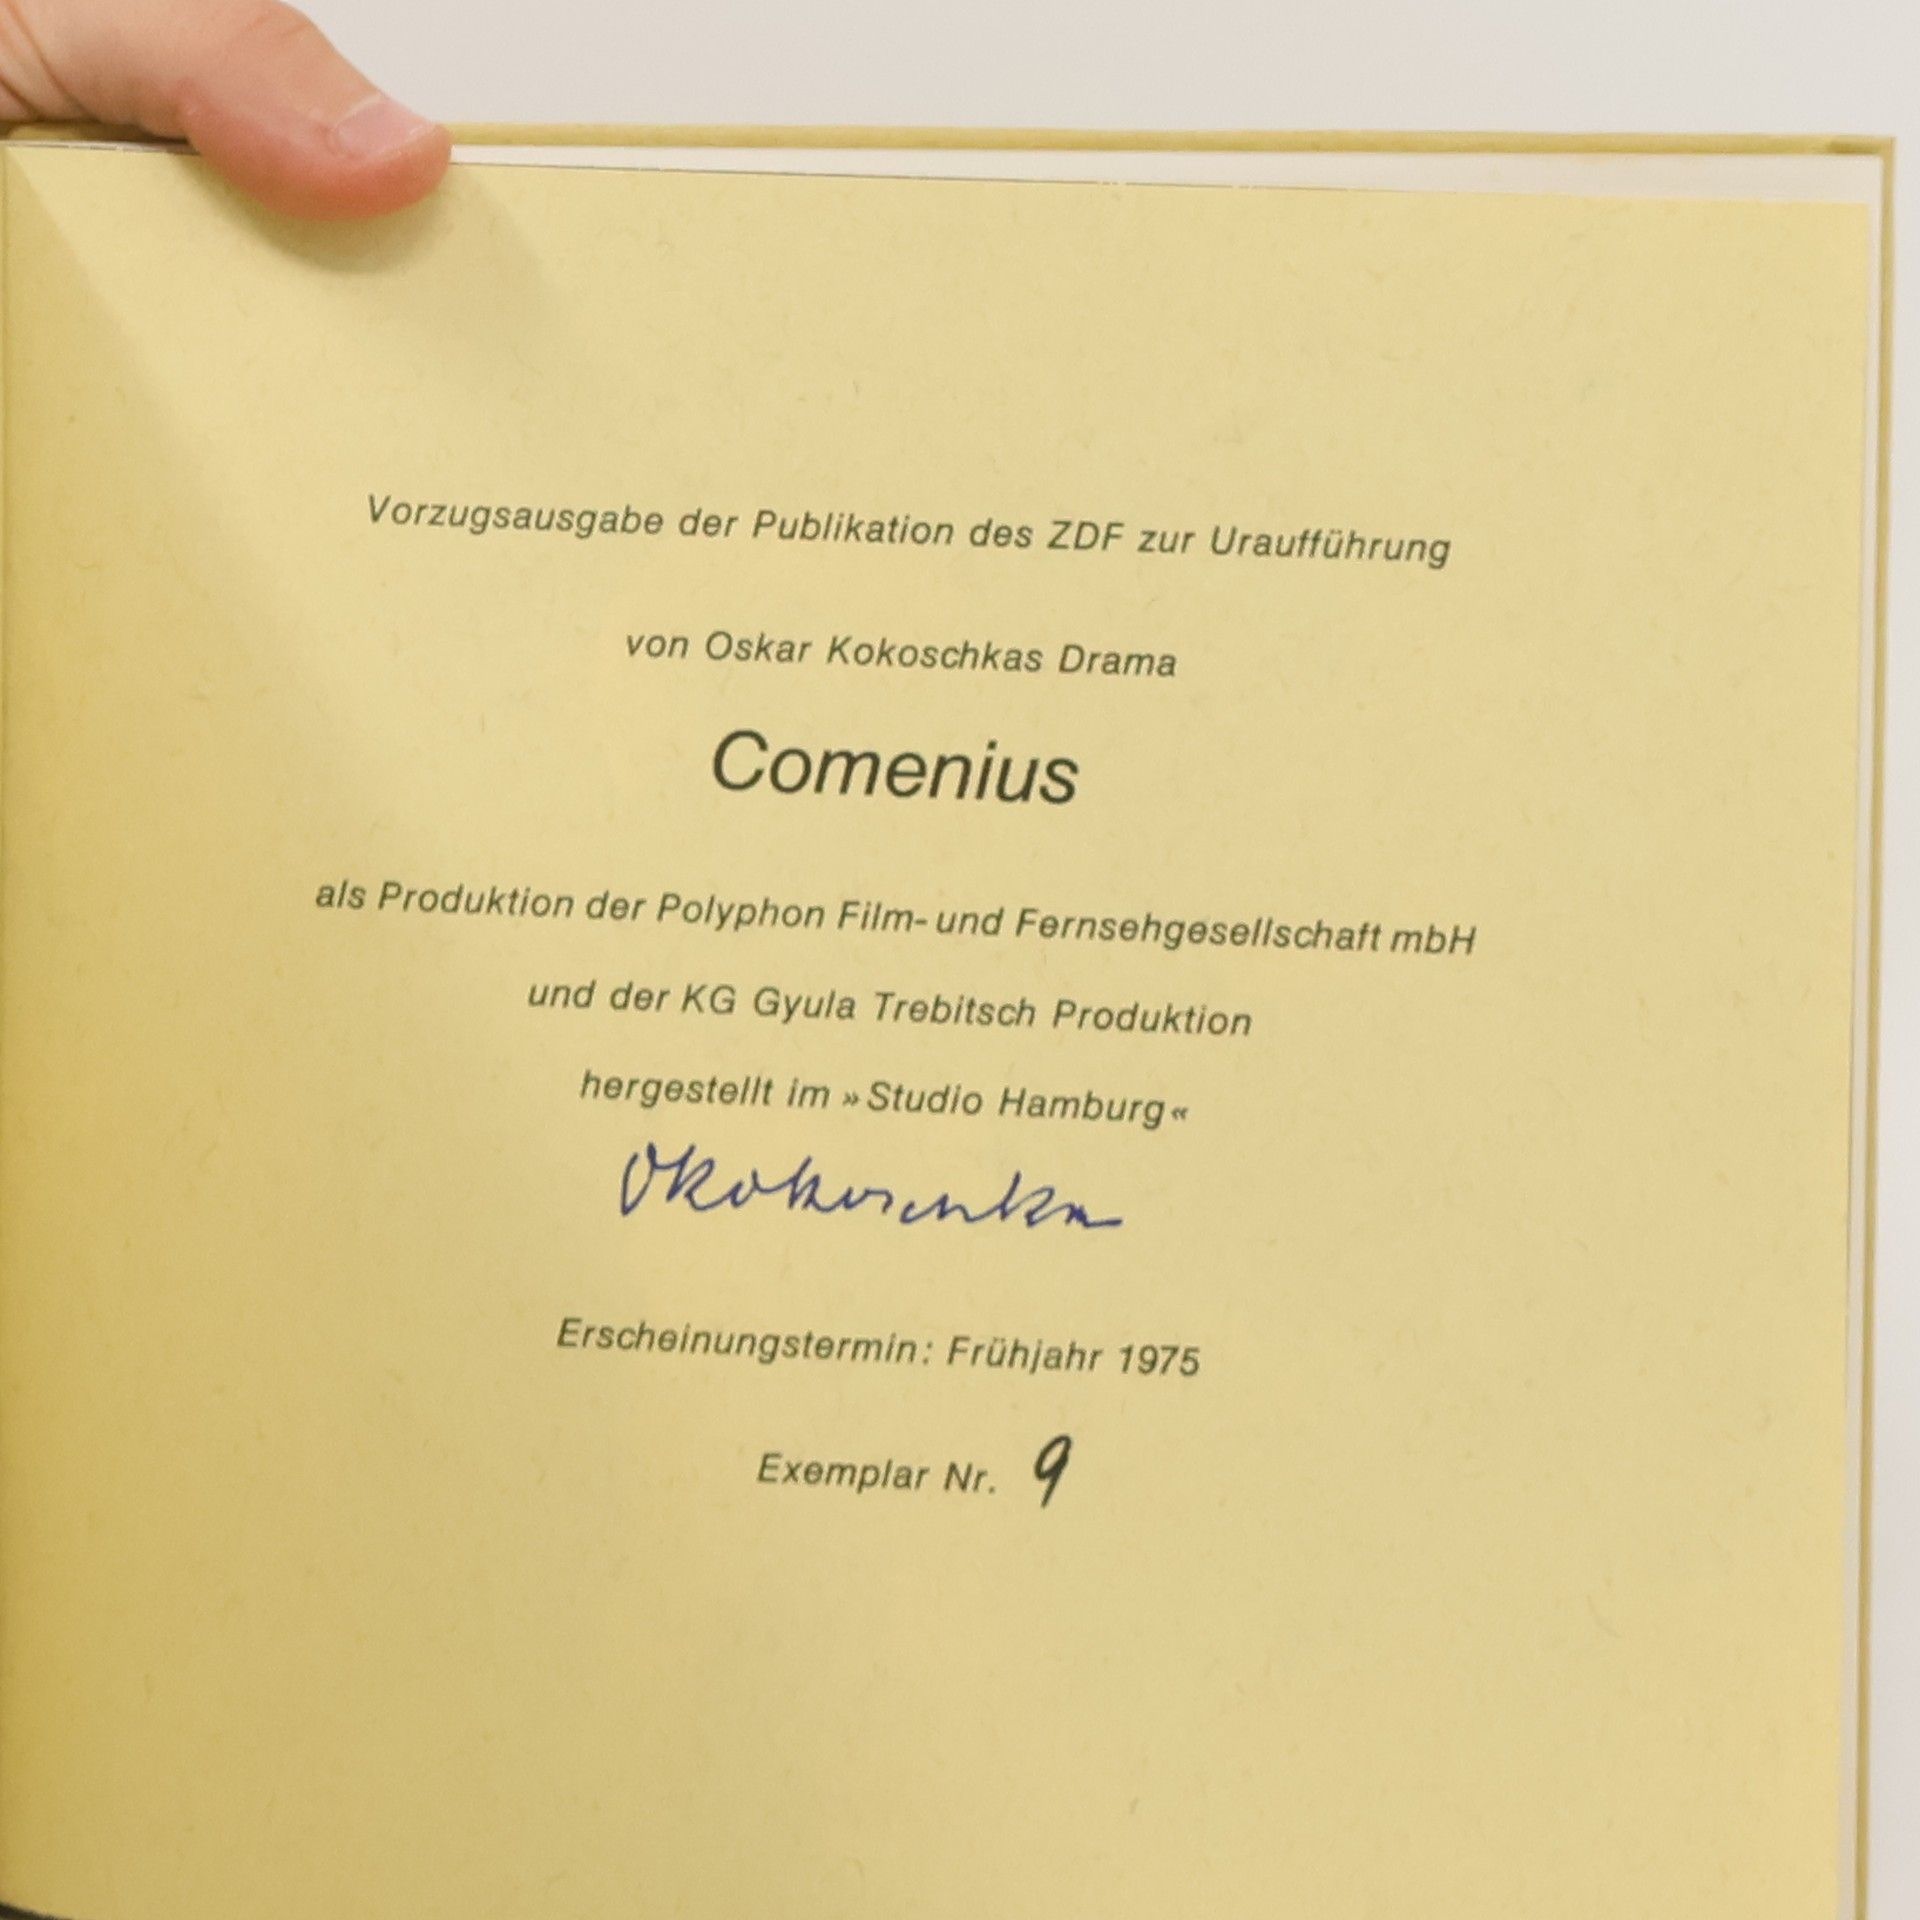 Vorzugsausgabe der Publikation des ZDF zur Uraufführung
von Oskar Kokoschkas Drama
Comenius
als Produktion der Polyphon Film- und Fernsehgesellschaft mbH
und der KG Gyula Trebitsch Produktion
hergestellt im »Studio Hamburg«
OKokoschka
Erscheinungstermin: Frühjahr 1975
Exemplar Nr. 9